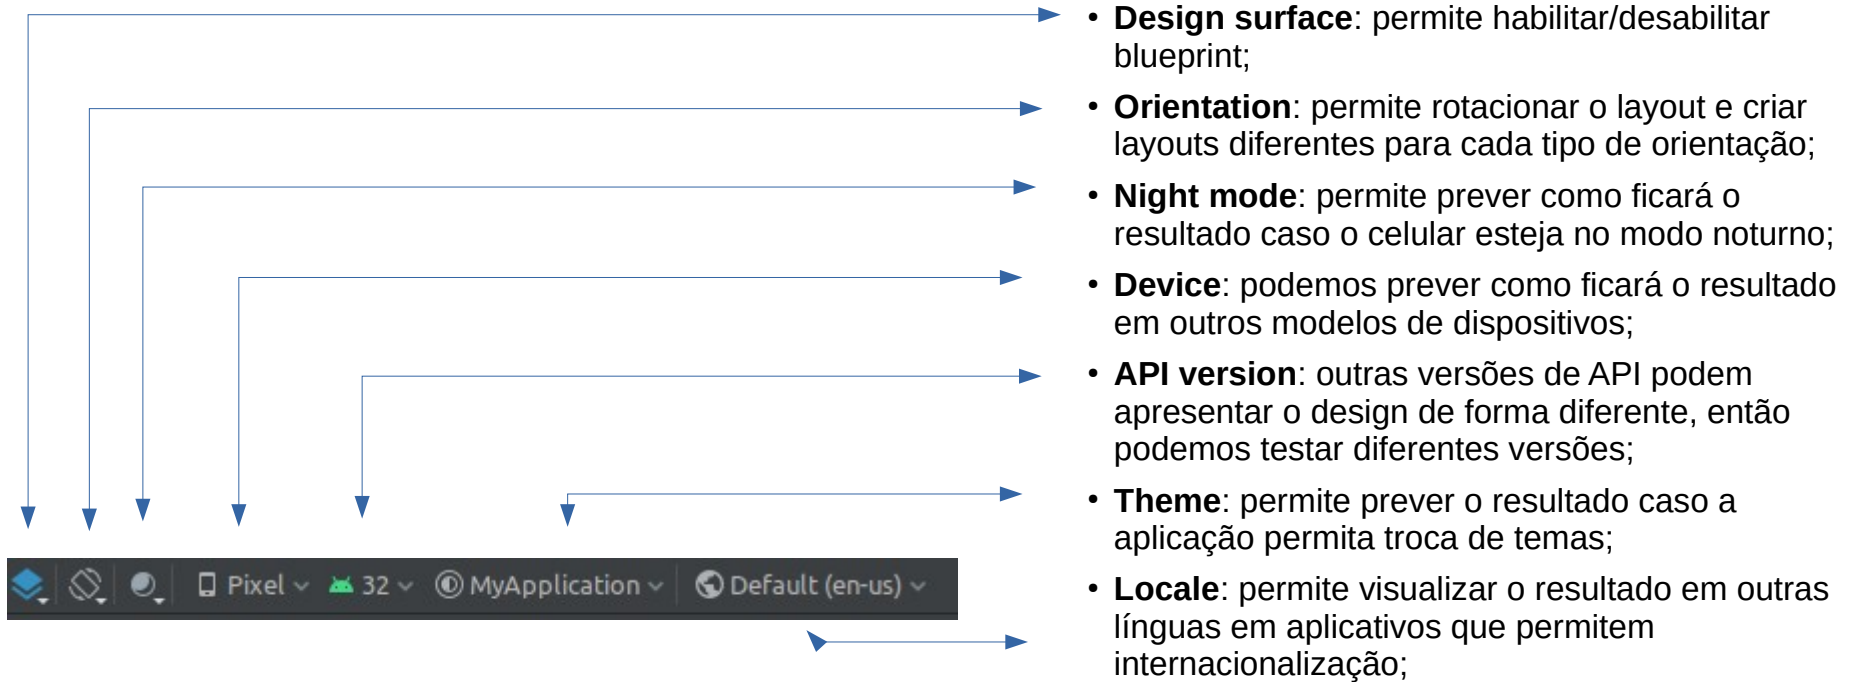 • Design surface: permite habilitar/desabilitar
blueprint;
• Orientation: permite rotacionar o layout e criar
layouts diferentes para cada tipo de orientação;
• Night mode: permite prever como ficará o
resultado caso o celular esteja no modo noturno;
• Device: podemos prever como ficará o resultado
em outros modelos de dispositivos;
• API version: outras versões de API podem
apresentar o design de forma diferente, então
podemos testar diferentes versões;
• Theme: permite prever o resultado caso a
aplicação permita troca de temas;
• Locale: permite visualizar o resultado em outras
línguas em aplicativos que permitem
internacionalização;
Pixel 32 MyApplication Default (en-us)